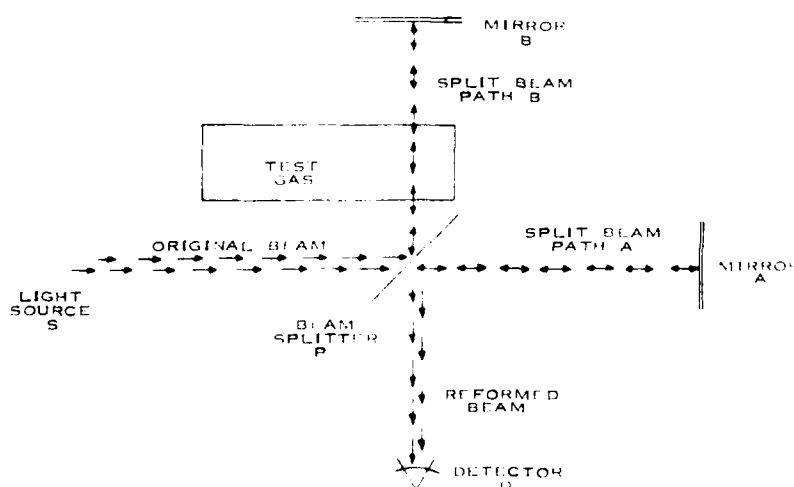 MIRROR
B
SPLIT BEAM
PATH B
TEST
GAS
ORIGINAL BEAM
SPLIT BEAM
PATH A
MIRROR
A
LIGHT
SOURCE
S
BEAM
SPLITTER
P
REFORMED
BEAM
DETECTOR
D